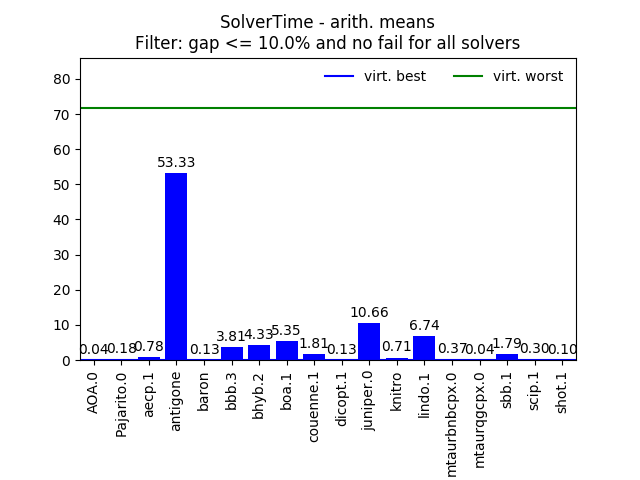 SolverTime - arith. means
Filter: gap <= 10.0% and no fail for all solvers
virt. best
virt. worst
80
70
60
50
40
30
20
10
0
0.04
0.18
0.78
53.33
0.13
3.81
4.33
5.35
1.81
0.13
10.66
0.71
6.74
0.37
0.04
1.79
0.30
0.10
AOA.0
Pajarito.0
aecp.1
antigone
baron
bbb.3
bhyb.2
boa.1
couenne.1
dicopt.1
juniper.0
knitro
lindo.1
mtaurbnbcpx.0
mtaurqgcpx.0
sbb.1
scip.1
shot.1